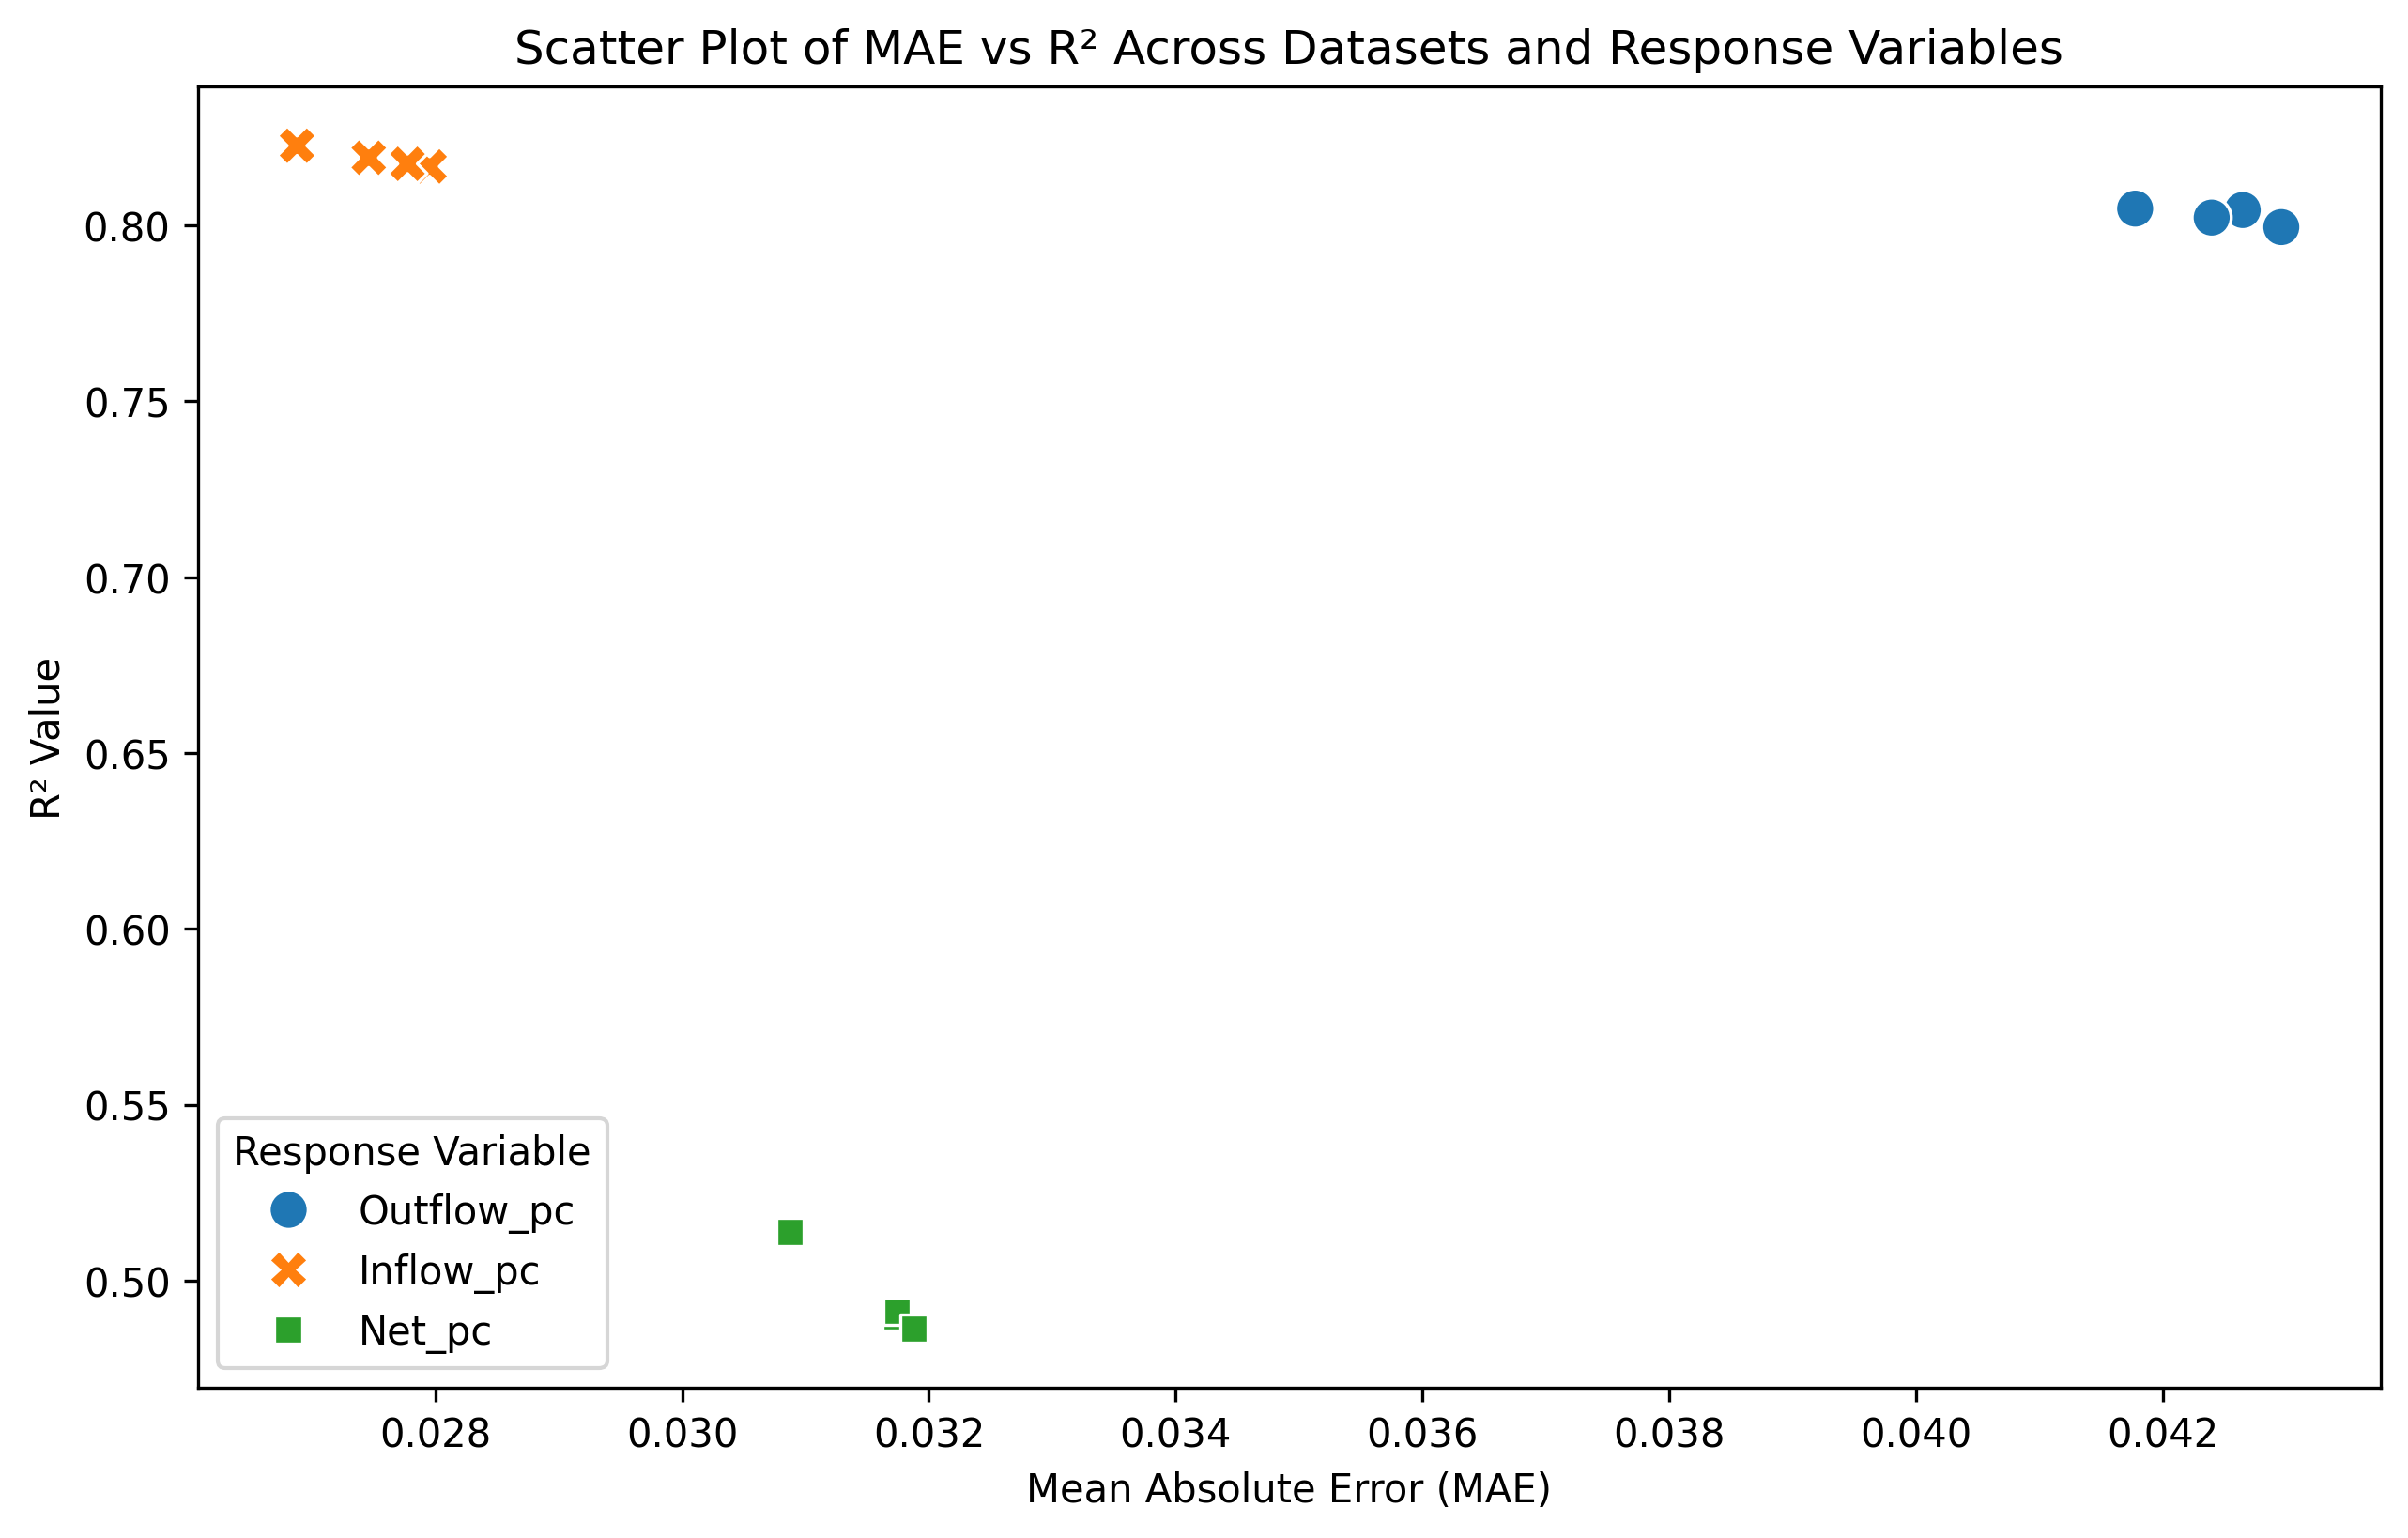 Scatter Plot of MAE vs R² Across Datasets and Response Variables
R² Value
0.80
0.75
0.70
0.65
0.60
0.55
0.50
Response Variable
Outflow_pc
Inflow_pc
Net_pc
0.028 0.030 0.032 0.034 0.036 0.038 0.040 0.042
Mean Absolute Error (MAE)